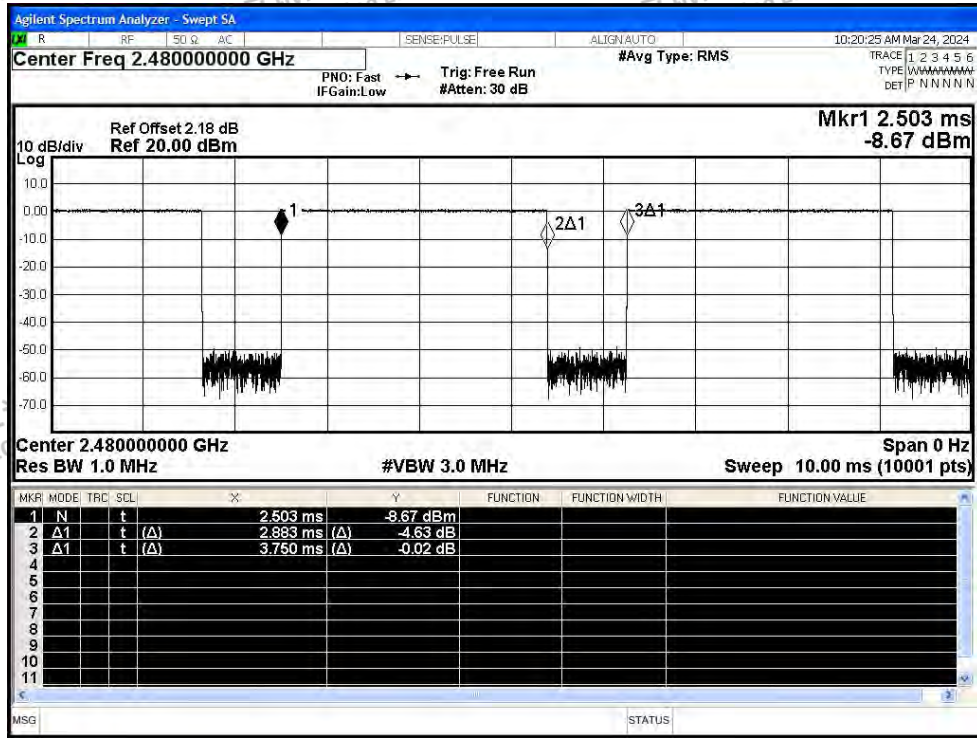 Agilent Spectrum Analyzer - Swept SA
LXI R RF 50 Ω AC SENSE:PULSE ALIGN AUTO 10:20:25 AM Mar 24, 2024
Center Freq 2.480000000 GHz
#Avg Type: RMS
TRACE 1 2 3 4 5 6
PNO: Fast Trig: Free Run
TYPE WWWWWW
IFGain:Low #Atten: 30 dB
DET P N N N N N
Mkr1 2.503 ms
-8.67 dBm
Ref Offset 2.18 dB
10 dB/div Ref 20.00 dBm
Log
10.0
0.00
-10.0
-20.0
-30.0
-40.0
-50.0
-60.0
-70.0
1
2Δ1
3Δ1
Center 2.480000000 GHz Span 0 Hz
Res BW 1.0 MHz #VBW 3.0 MHz Sweep 10.00 ms (10001 pts)
MKR MODE TRC SCL X Y FUNCTION FUNCTION WIDTH FUNCTION VALUE
1 N t 2.503 ms -8.67 dBm
2 Δ1 t (Δ) 2.883 ms (Δ) -4.63 dB
3 Δ1 t (Δ) 3.750 ms (Δ) -0.02 dB
4
5
6
7
8
9
10
11
MSG STATUS